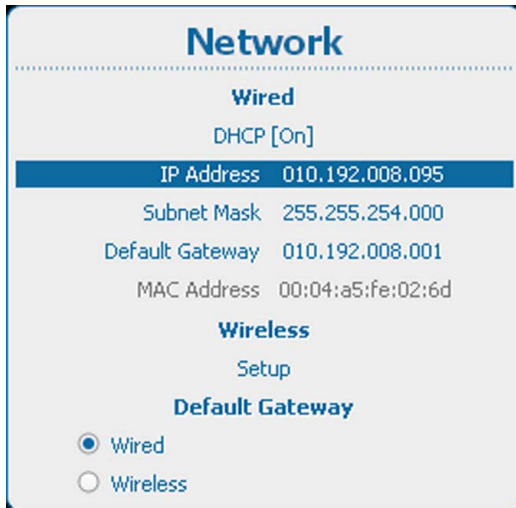 Network
Wired
DHCP [On]
IP Address 010.192.008.095
Subnet Mask 255.255.254.000
Default Gateway 010.192.008.001
MAC Address 00:04:a5:fe:02:6d
Wireless
Setup
Default Gateway
Wired
Wireless